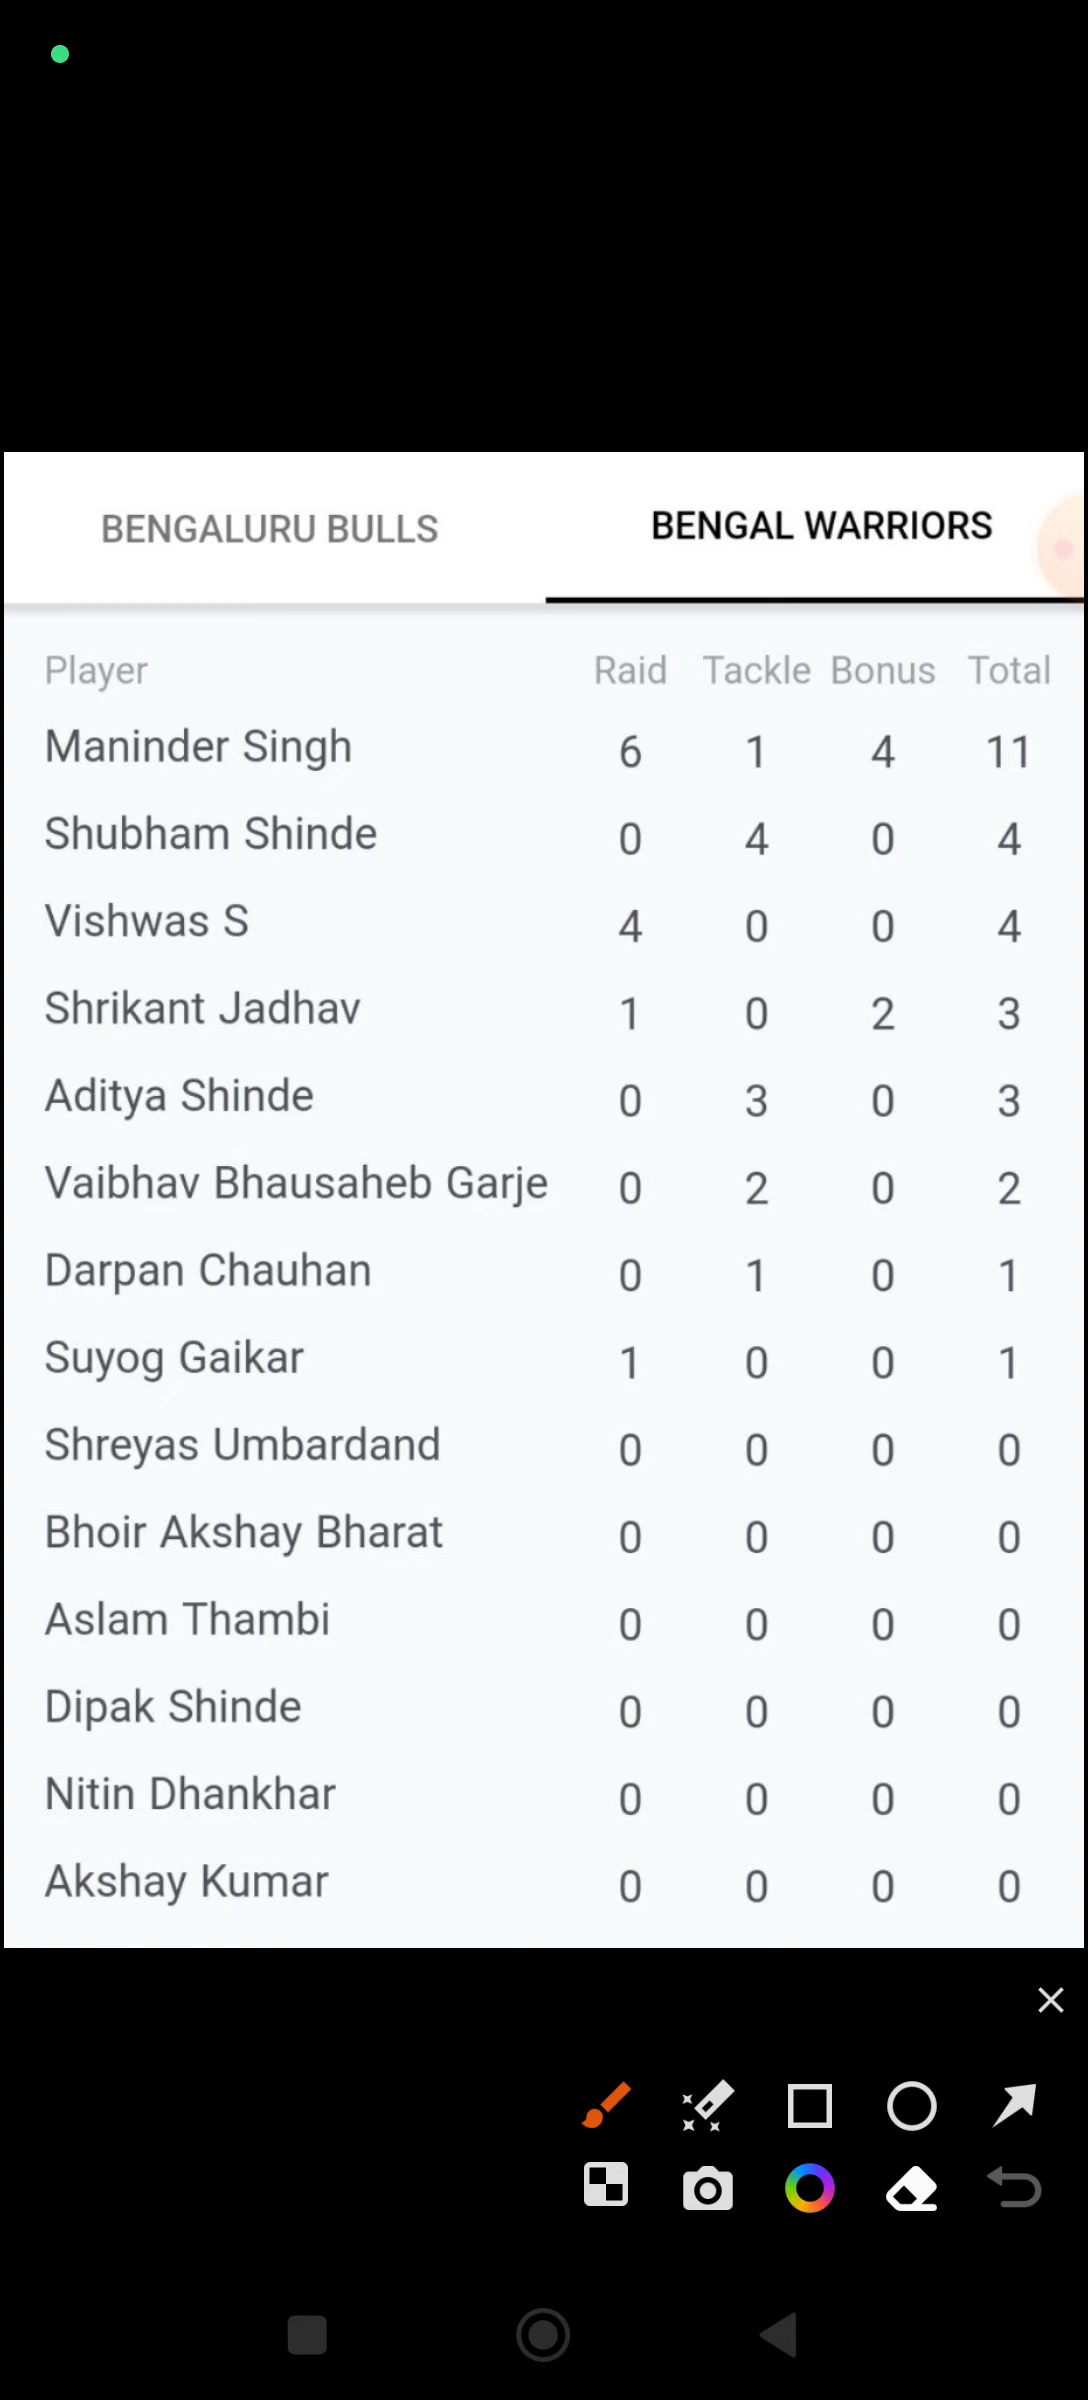 BENGALURU BULLS BENGAL WARRIORS
Player Raid Tackle Bonus Total
Maninder Singh 6 1 4 11
Shubham Shinde 0 4 0 4
Vishwas S 4 0 0 4
Shrikant Jadhav 1 0 2 3
Aditya Shinde 0 3 0 3
Vaibhav Bhausaheb Garje 0 2 0 2
Darpan Chauhan 0 1 0 1
Suyog Gaikar 1 0 0 1
Shreyas Umbardand 0 0 0 0
Bhoir Akshay Bharat 0 0 0 0
Aslam Thambi 0 0 0 0
Dipak Shinde 0 0 0 0
Nitin Dhankhar 0 0 0 0
Akshay Kumar 0 0 0 0